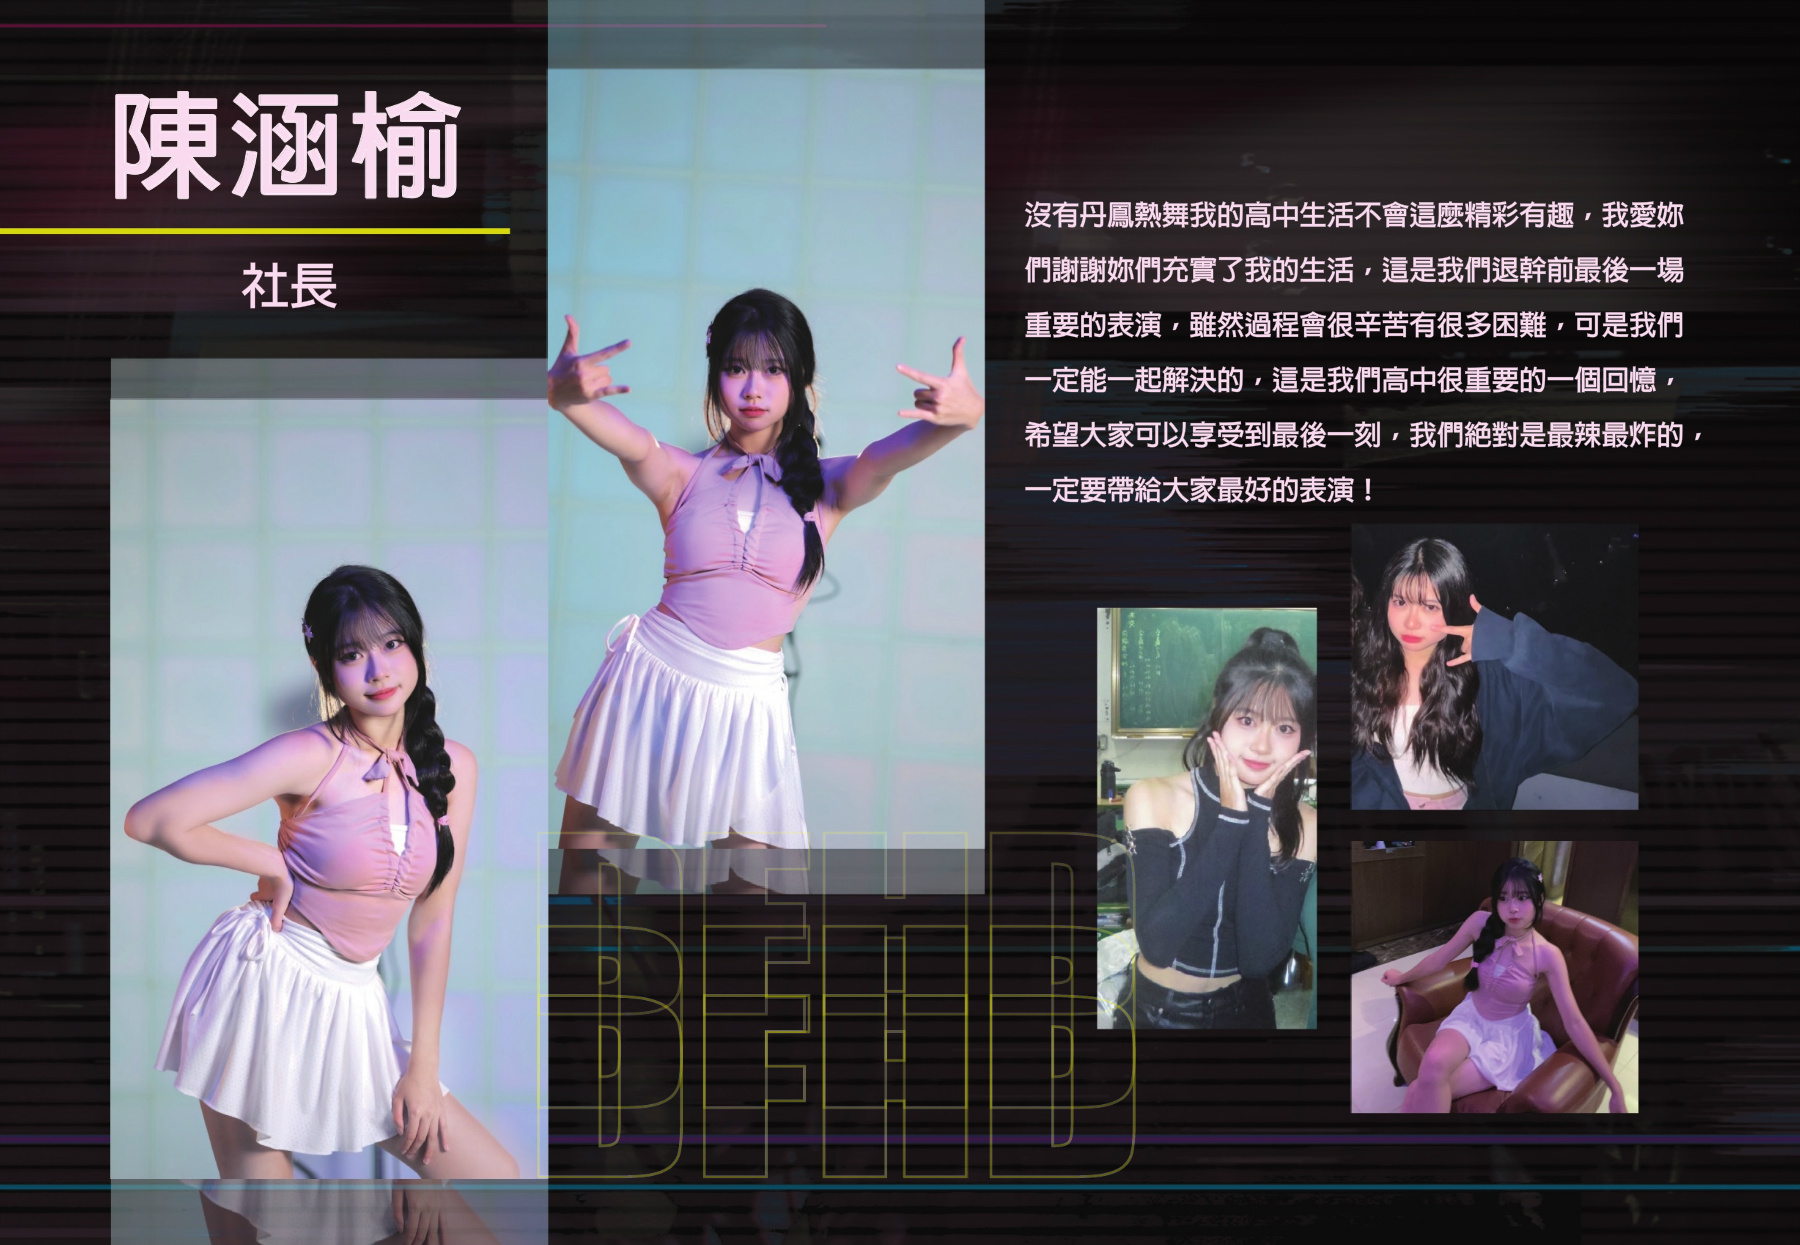 陳涵榆
社長
沒有丹鳳熱舞我的高中生活不會這麼精彩有趣，我愛妳
們謝謝妳們充實了我的生活，這是我們退幹前最後一場
重要的表演，雖然過程會很辛苦有很多困難，可是我們
一定能一起解決的，這是我們高中很重要的一個回憶，
希望大家可以享受到最後一刻，我們絕對是最辣最炸的，
一定要帶給大家最好的表演！